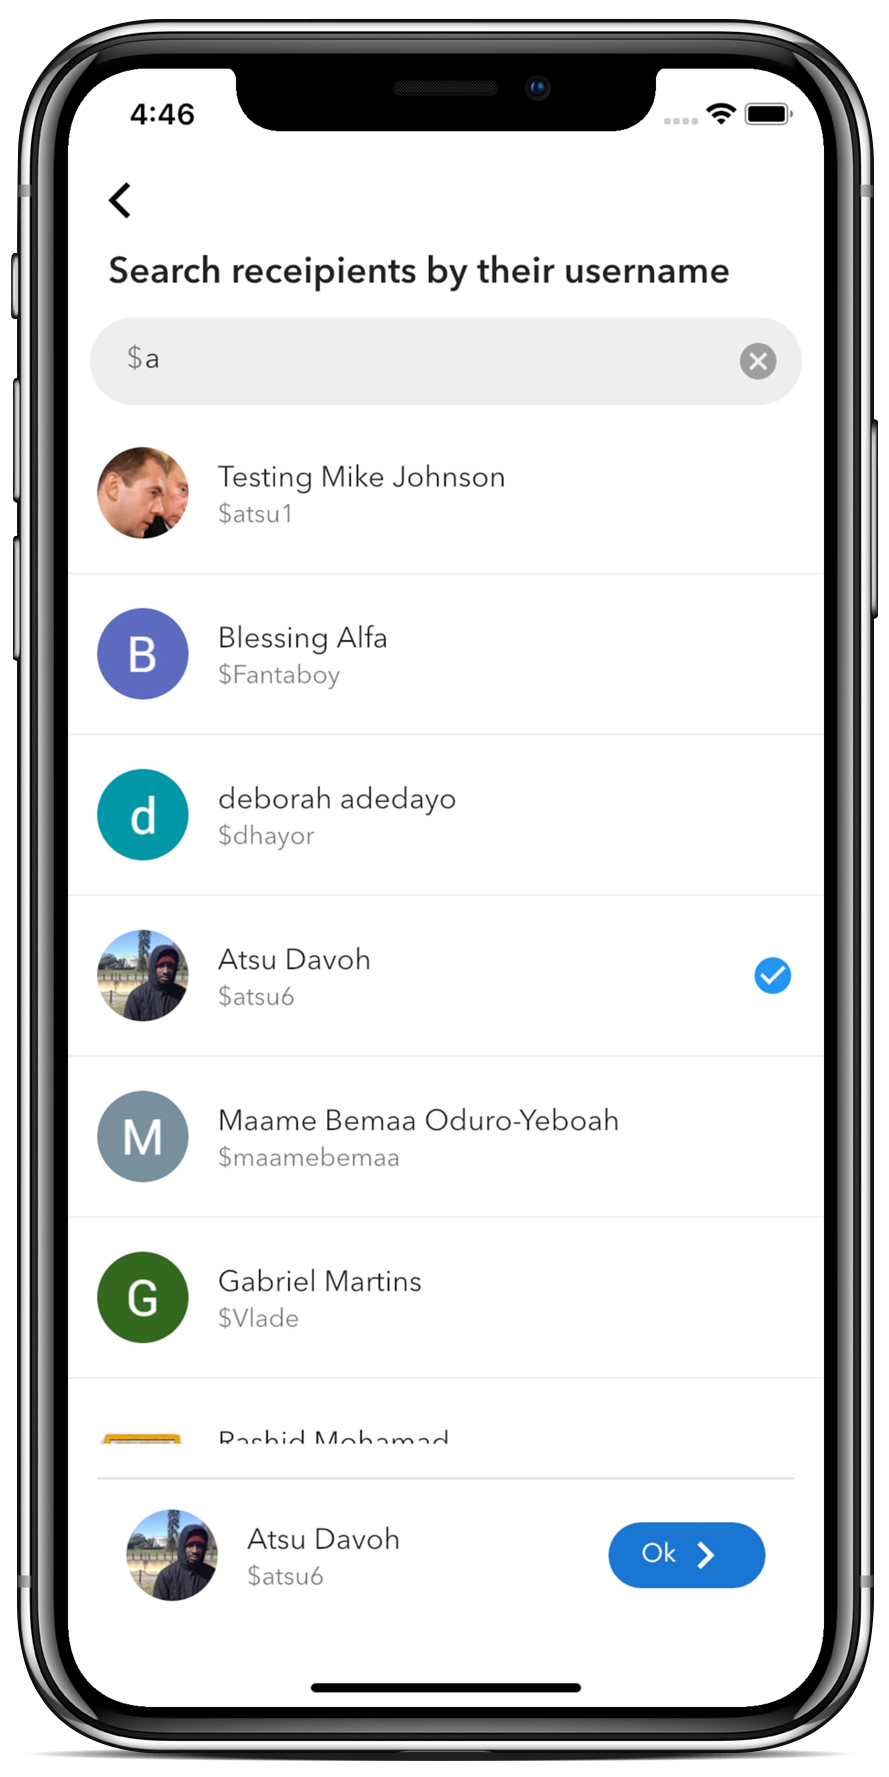 4:46
Search receipients by their username
$a
Testing Mike Johnson
$atsu1
B
Blessing Alfa
$Fantaboy
d
deborah adedayo
$dhayor
Atsu Davoh
$atsu6
M
Maame Bemaa Oduro-Yeboah
$maamebemaa
G
Gabriel Martins
$Vlade
Rashid Mohamad
Atsu Davoh
$atsu6
Ok